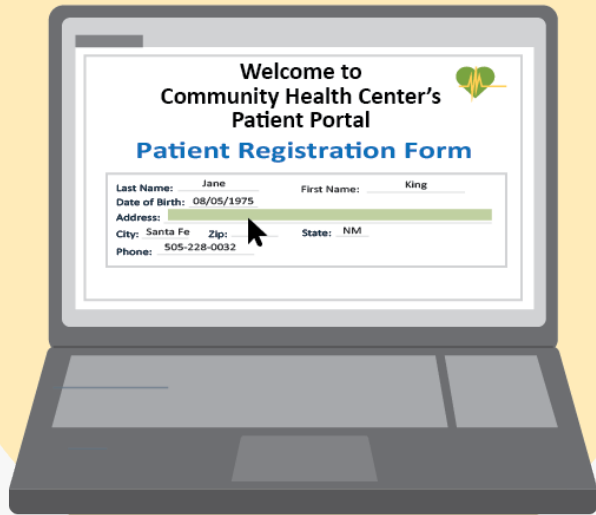 Welcome to
Community Health Center's
Patient Portal
Patient Registration Form
Last Name: Jane First Name: King
Date of Birth: 08/05/1975
Address:
City: Santa Fe Zip: State: NM
Phone: 505-228-0032